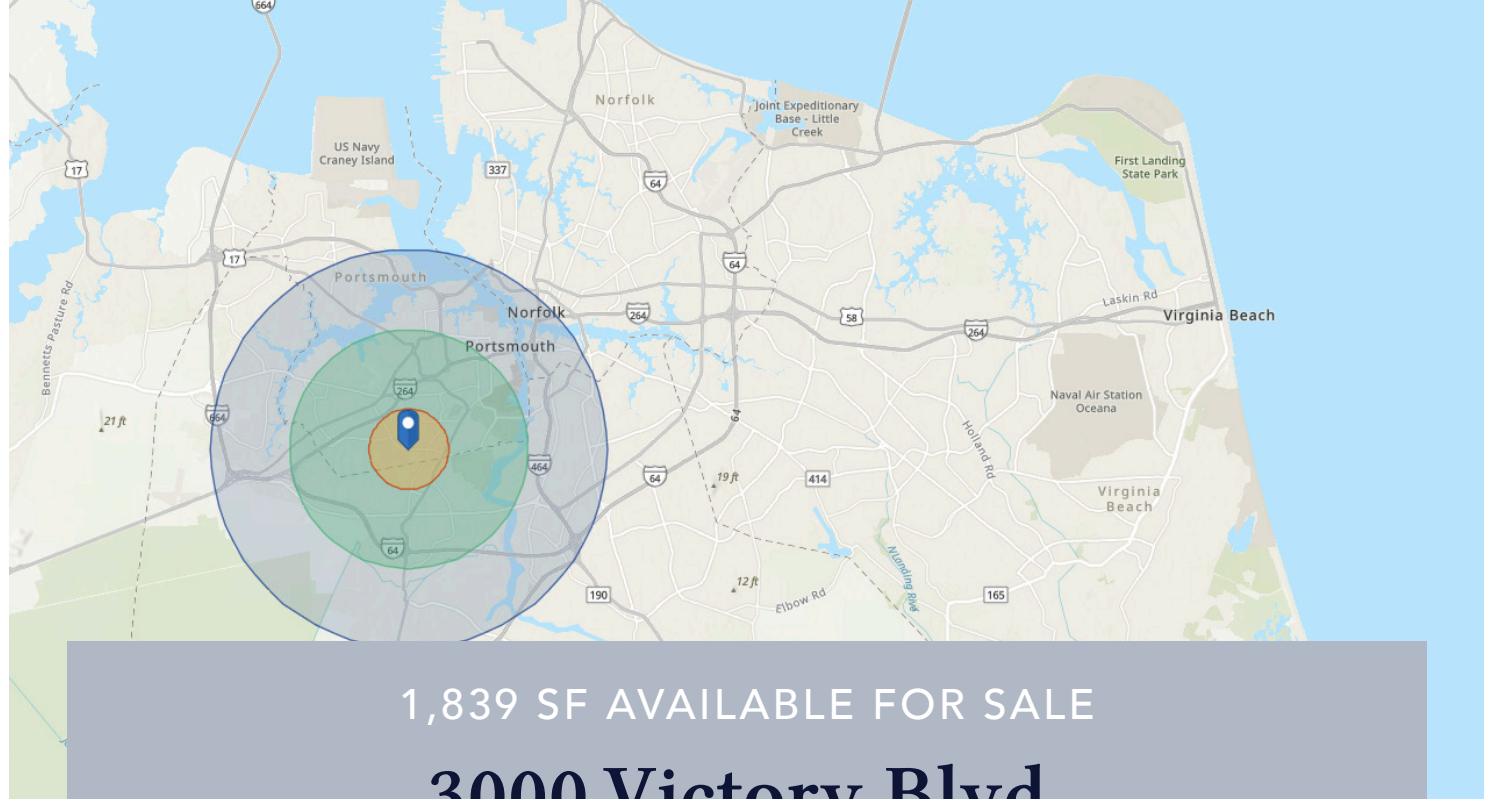 664
Norfolk
Joint Expeditionary
Base - Little
Creek
US Navy
Craney Island
First Landing
State Park
17
337
64
17
64
Portsmouth
Bennetts Pasture Rd
Norfolk
264
58
264
Laskin Rd
Virginia Beach
Portsmouth
264
Naval Air Station
Oceana
664
21 ft
64
Holland Rd
464
64
19 ft
414
Virginia
Beach
64
N Landing Rive
12 ft
190
Elbow Rd
165
1,839 SF AVAILABLE FOR SALE
3000 Victory Blvd